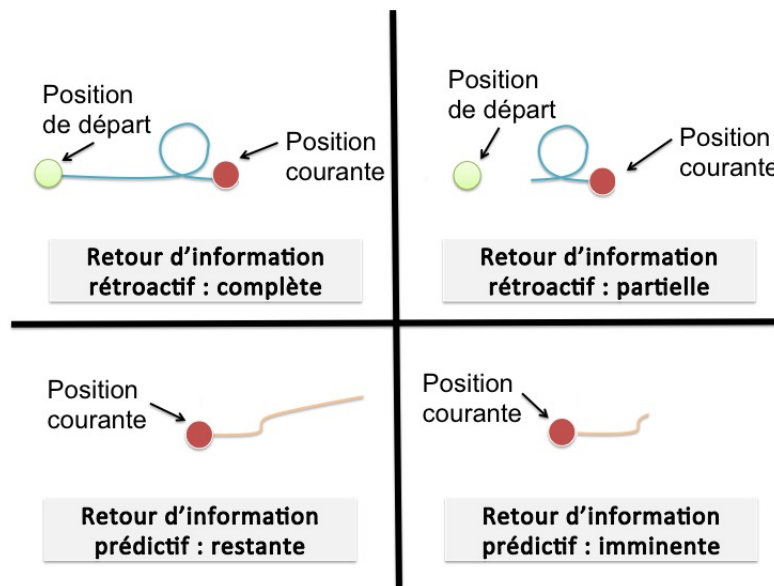 Position
de départ
Position
courante
Retour d'information
rétroactif : complète
Position
de départ
Position
courante
Retour d'information
rétroactif : partielle
Position
courante
Retour d'information
prédictif : restante
Position
courante
Retour d'information
prédictif : imminente